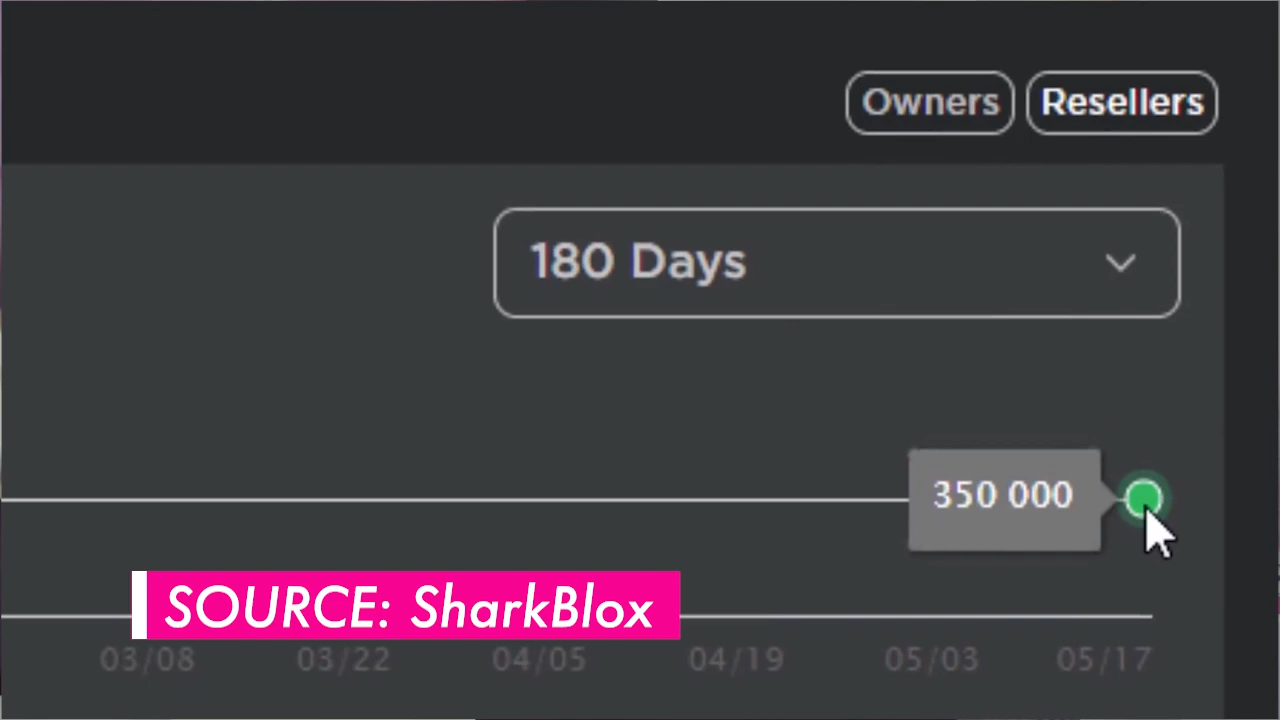 Owners Resellers
180 Days
350 000
SOURCE: SharkBlox
03/08 03/22 04/05 04/19 05/03 05/17